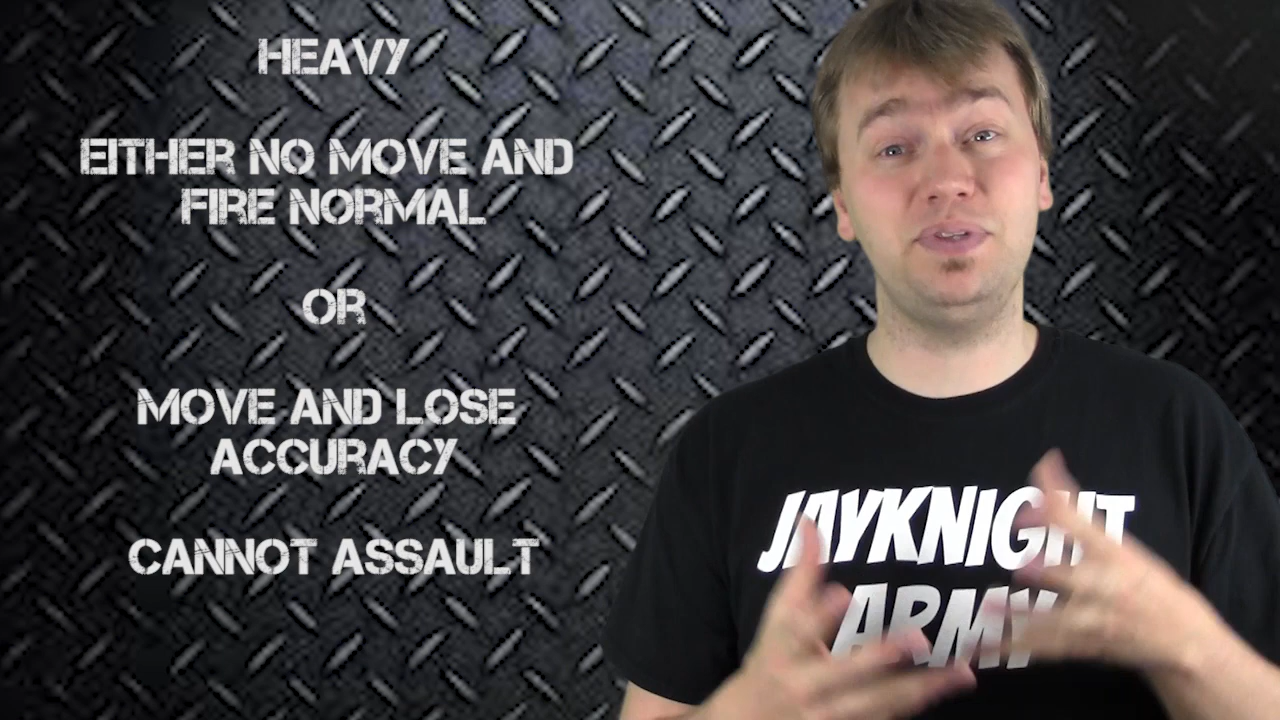 HEAVY
EITHER NO MOVE AND
FIRE NORMAL
OR
MOVE AND LOSE
ACCURACY
CANNOT ASSAULT
JAYKNIGHT
ARMY